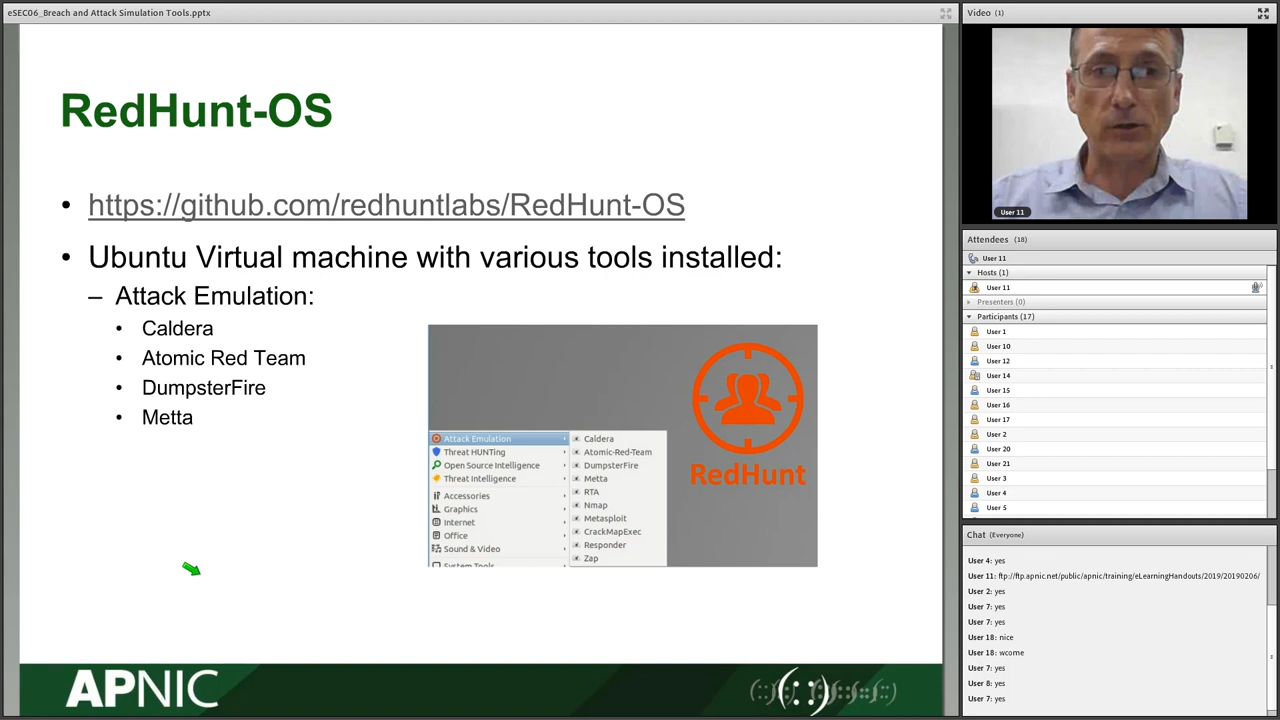 eSEC06_Breach and Attack Simulation Tools.pptx
RedHunt-OS
• https://github.com/redhuntlabs/RedHunt-OS
• Ubuntu Virtual machine with various tools installed:
– Attack Emulation:
• Caldera
• Atomic Red Team
• DumpsterFire
• Metta
Attack Emulation
Threat HUNTing
Open Source Intelligence
Threat Intelligence
Accessories
Graphics
Internet
Office
Sound & Video
System Tools
Caldera
Atomic-Red-Team
DumpsterFire
Metta
RTA
Nmap
Metasploit
CrackMapExec
Responder
Zap
RedHunt
APNIC
Video (1)
User 11
Attendees (18)
User 11
Hosts (1)
User 11
Presenters (0)
Participants (17)
User 1
User 10
User 12
User 14
User 15
User 16
User 17
User 2
User 20
User 21
User 3
User 4
User 5
Chat (Everyone)
User 4: yes
User 11: ftp://ftp.apnic.net/public/apnic/training/eLearningHandouts/2019/20190206/
User 2: yes
User 7: yes
User 7: yes
User 18: nice
User 18: wcome
User 7: yes
User 8: yes
User 7: yes